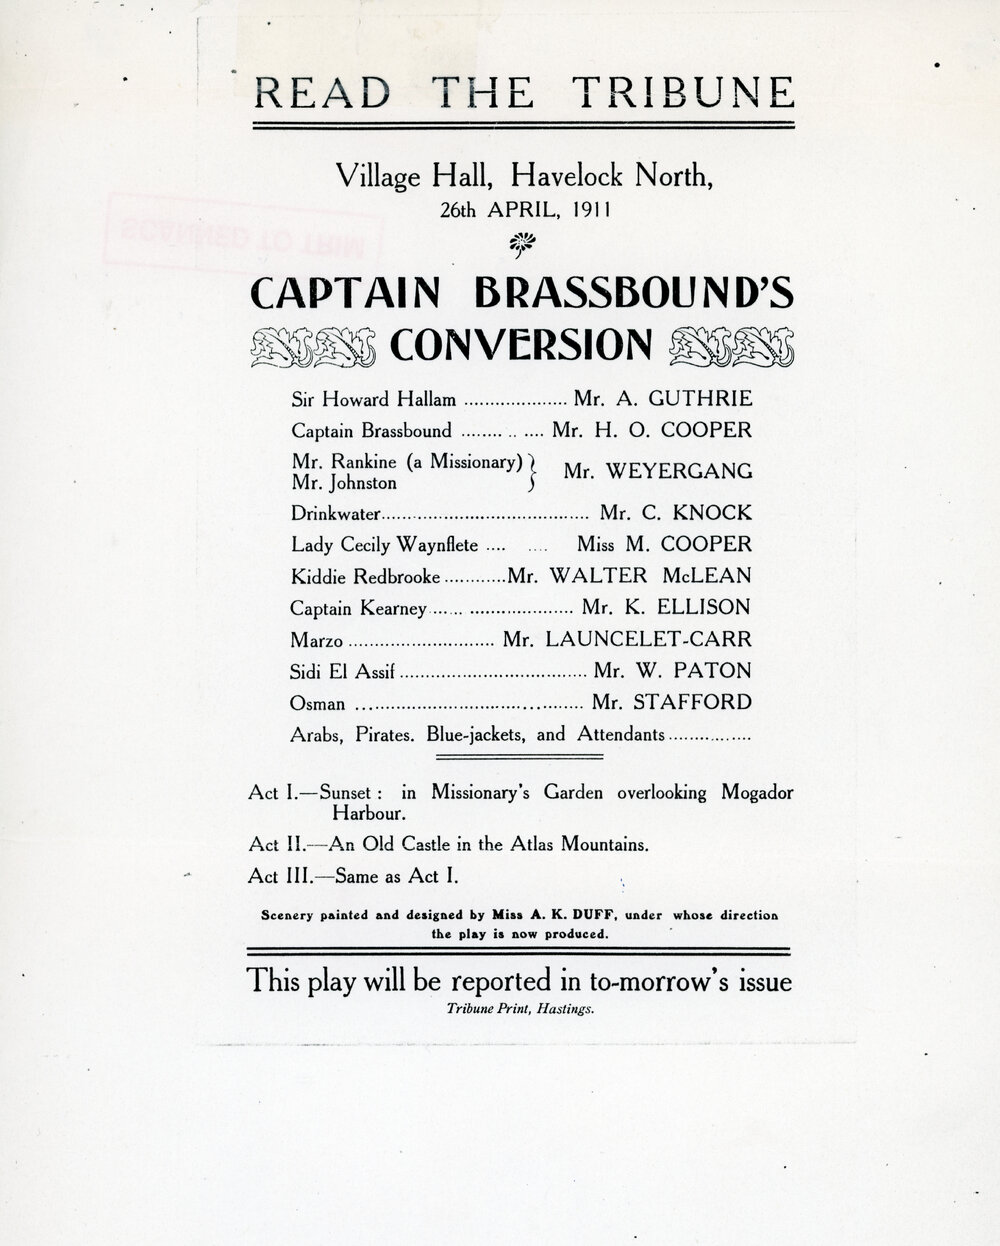 READ THE TRIBUNE
Village Hall, Havelock North,
26th APRIL, 1911
SCANNED TO TRIM
CAPTAIN BRASSBOUND'S
CONVERSION
Sir Howard Hallam .................... Mr. A. GUTHRIE
Captain Brassbound ........ .. .... Mr. H. O. COOPER
Mr. Rankine (a Missionary) }
Mr. Johnston } Mr. WEYERGANG
Drinkwater........................................ Mr. C. KNOCK
Lady Cecily Waynflete .... .... Miss M. COOPER
Kiddie Redbrooke ............Mr. WALTER McLEAN
Captain Kearney ...... .................... Mr. K. ELLISON
Marzo ............................ Mr. LAUNCELET-CARR
Sidi El Assif .................................... Mr. W. PATON
Osman ............................................ Mr. STAFFORD
Arabs, Pirates. Blue-jackets, and Attendants ................
Act I.—Sunset : in Missionary's Garden overlooking Mogador
Harbour.
Act II.—An Old Castle in the Atlas Mountains.
Act III.—Same as Act I.
Scenery painted and designed by Miss A. K. DUFF, under whose direction
the play is now produced.
This play will be reported in to-morrow's issue
Tribune Print, Hastings.